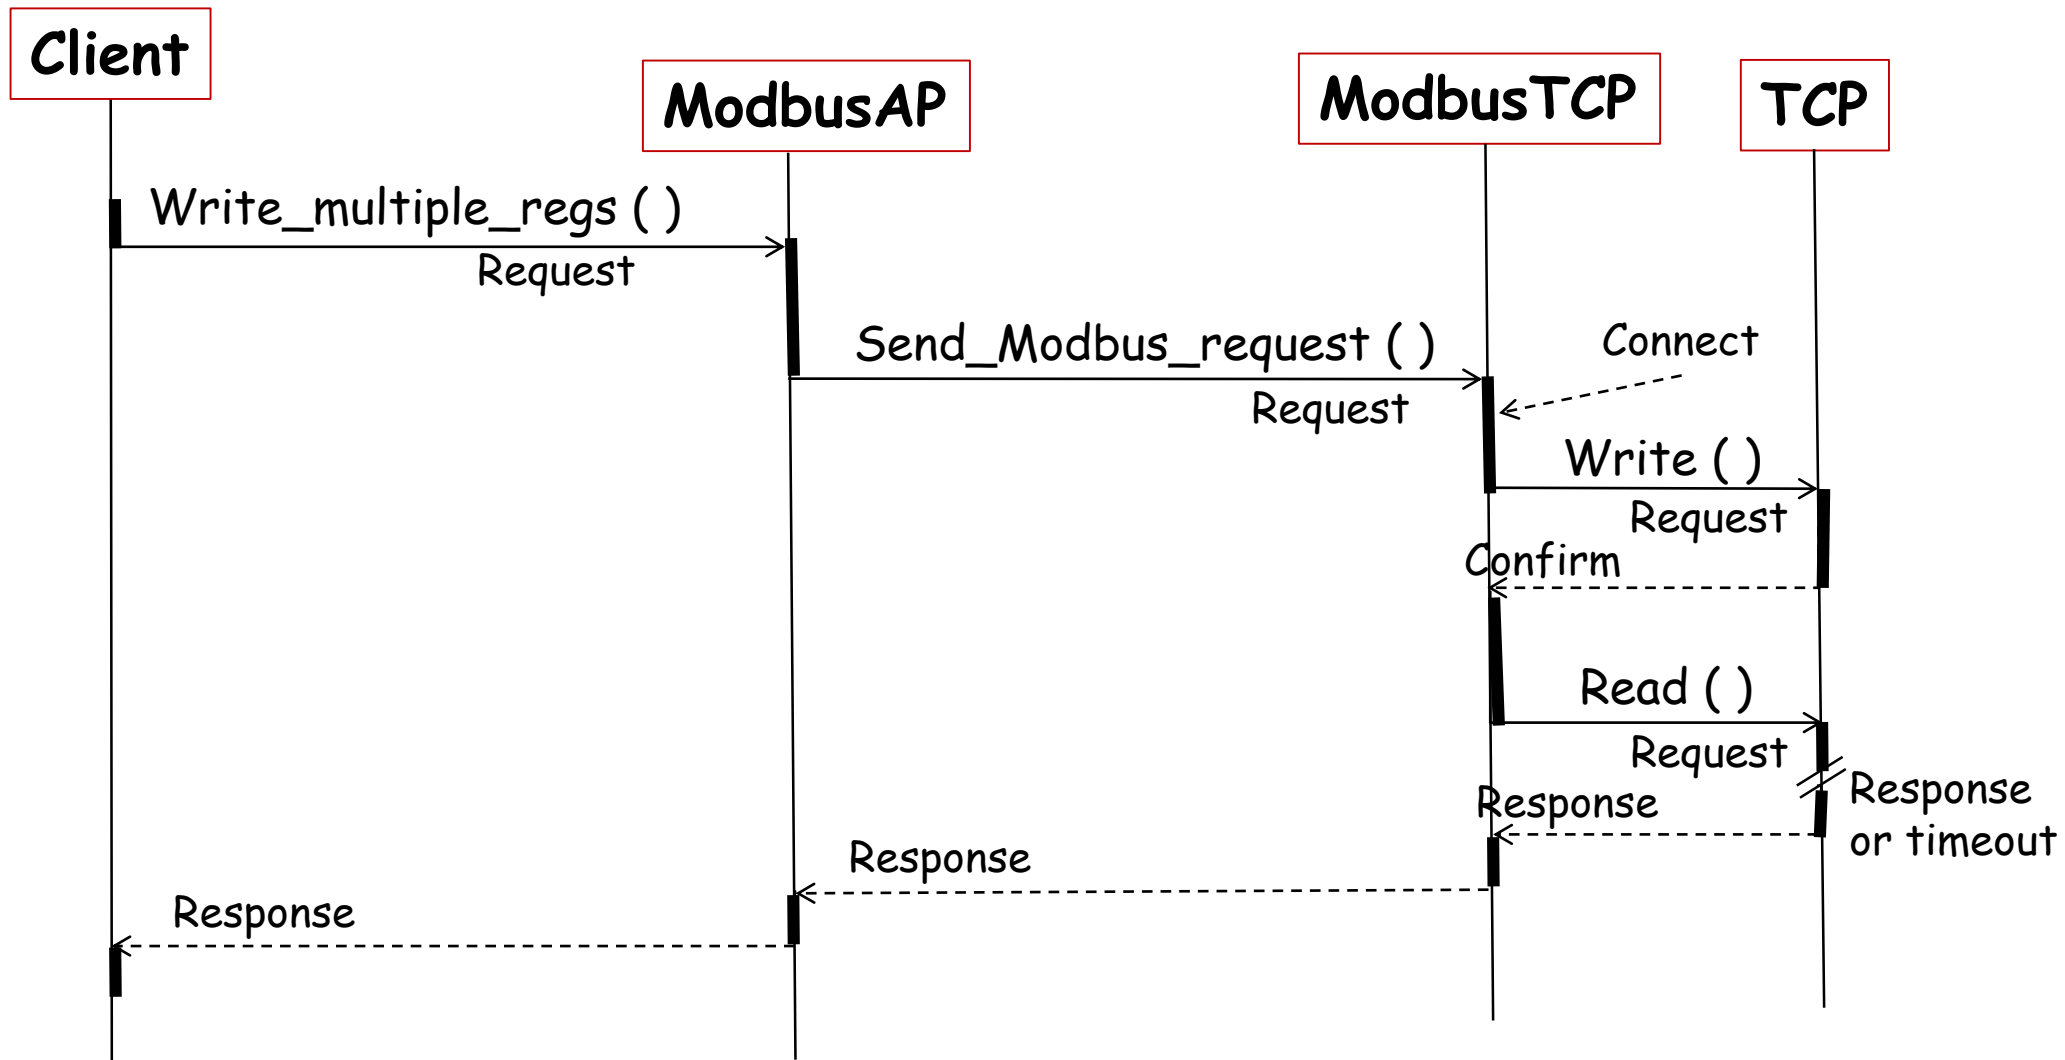 Client
ModbusAP
ModbusTCP
TCP
Write_multiple_regs ( )
Request
Send_Modbus_request ( )
Request
Connect
Write ( )
Request
Confirm
Read ( )
Request
Response
Response
or timeout
Response
Response